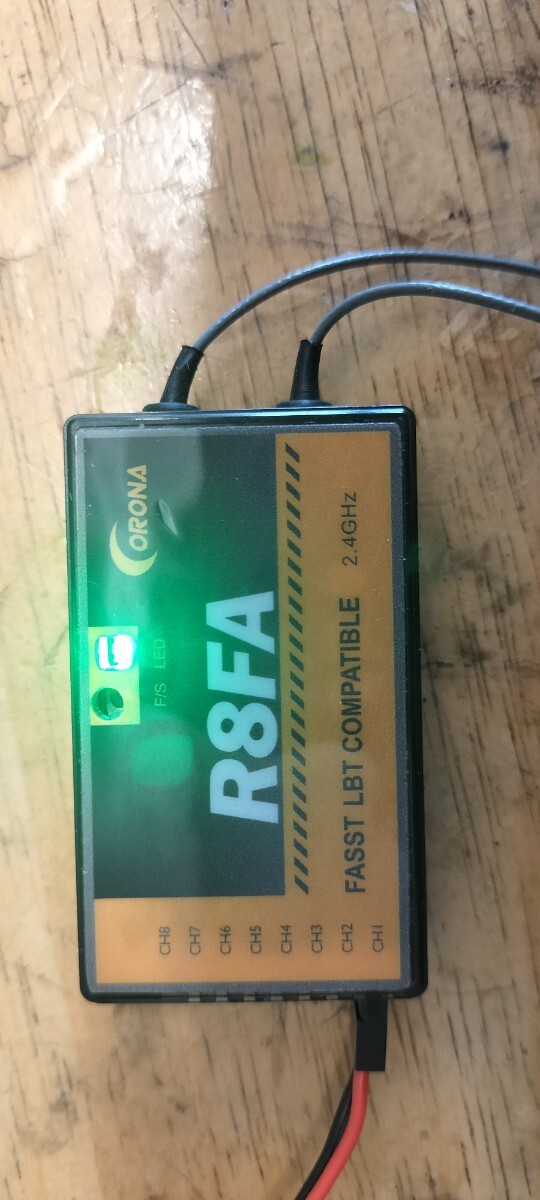 CORONA
F/S LED
R8FA
FASST LBT COMPATIBLE 2.4GHz
CH8
CH7
CH6
CH5
CH4
CH3
CH2
CH1